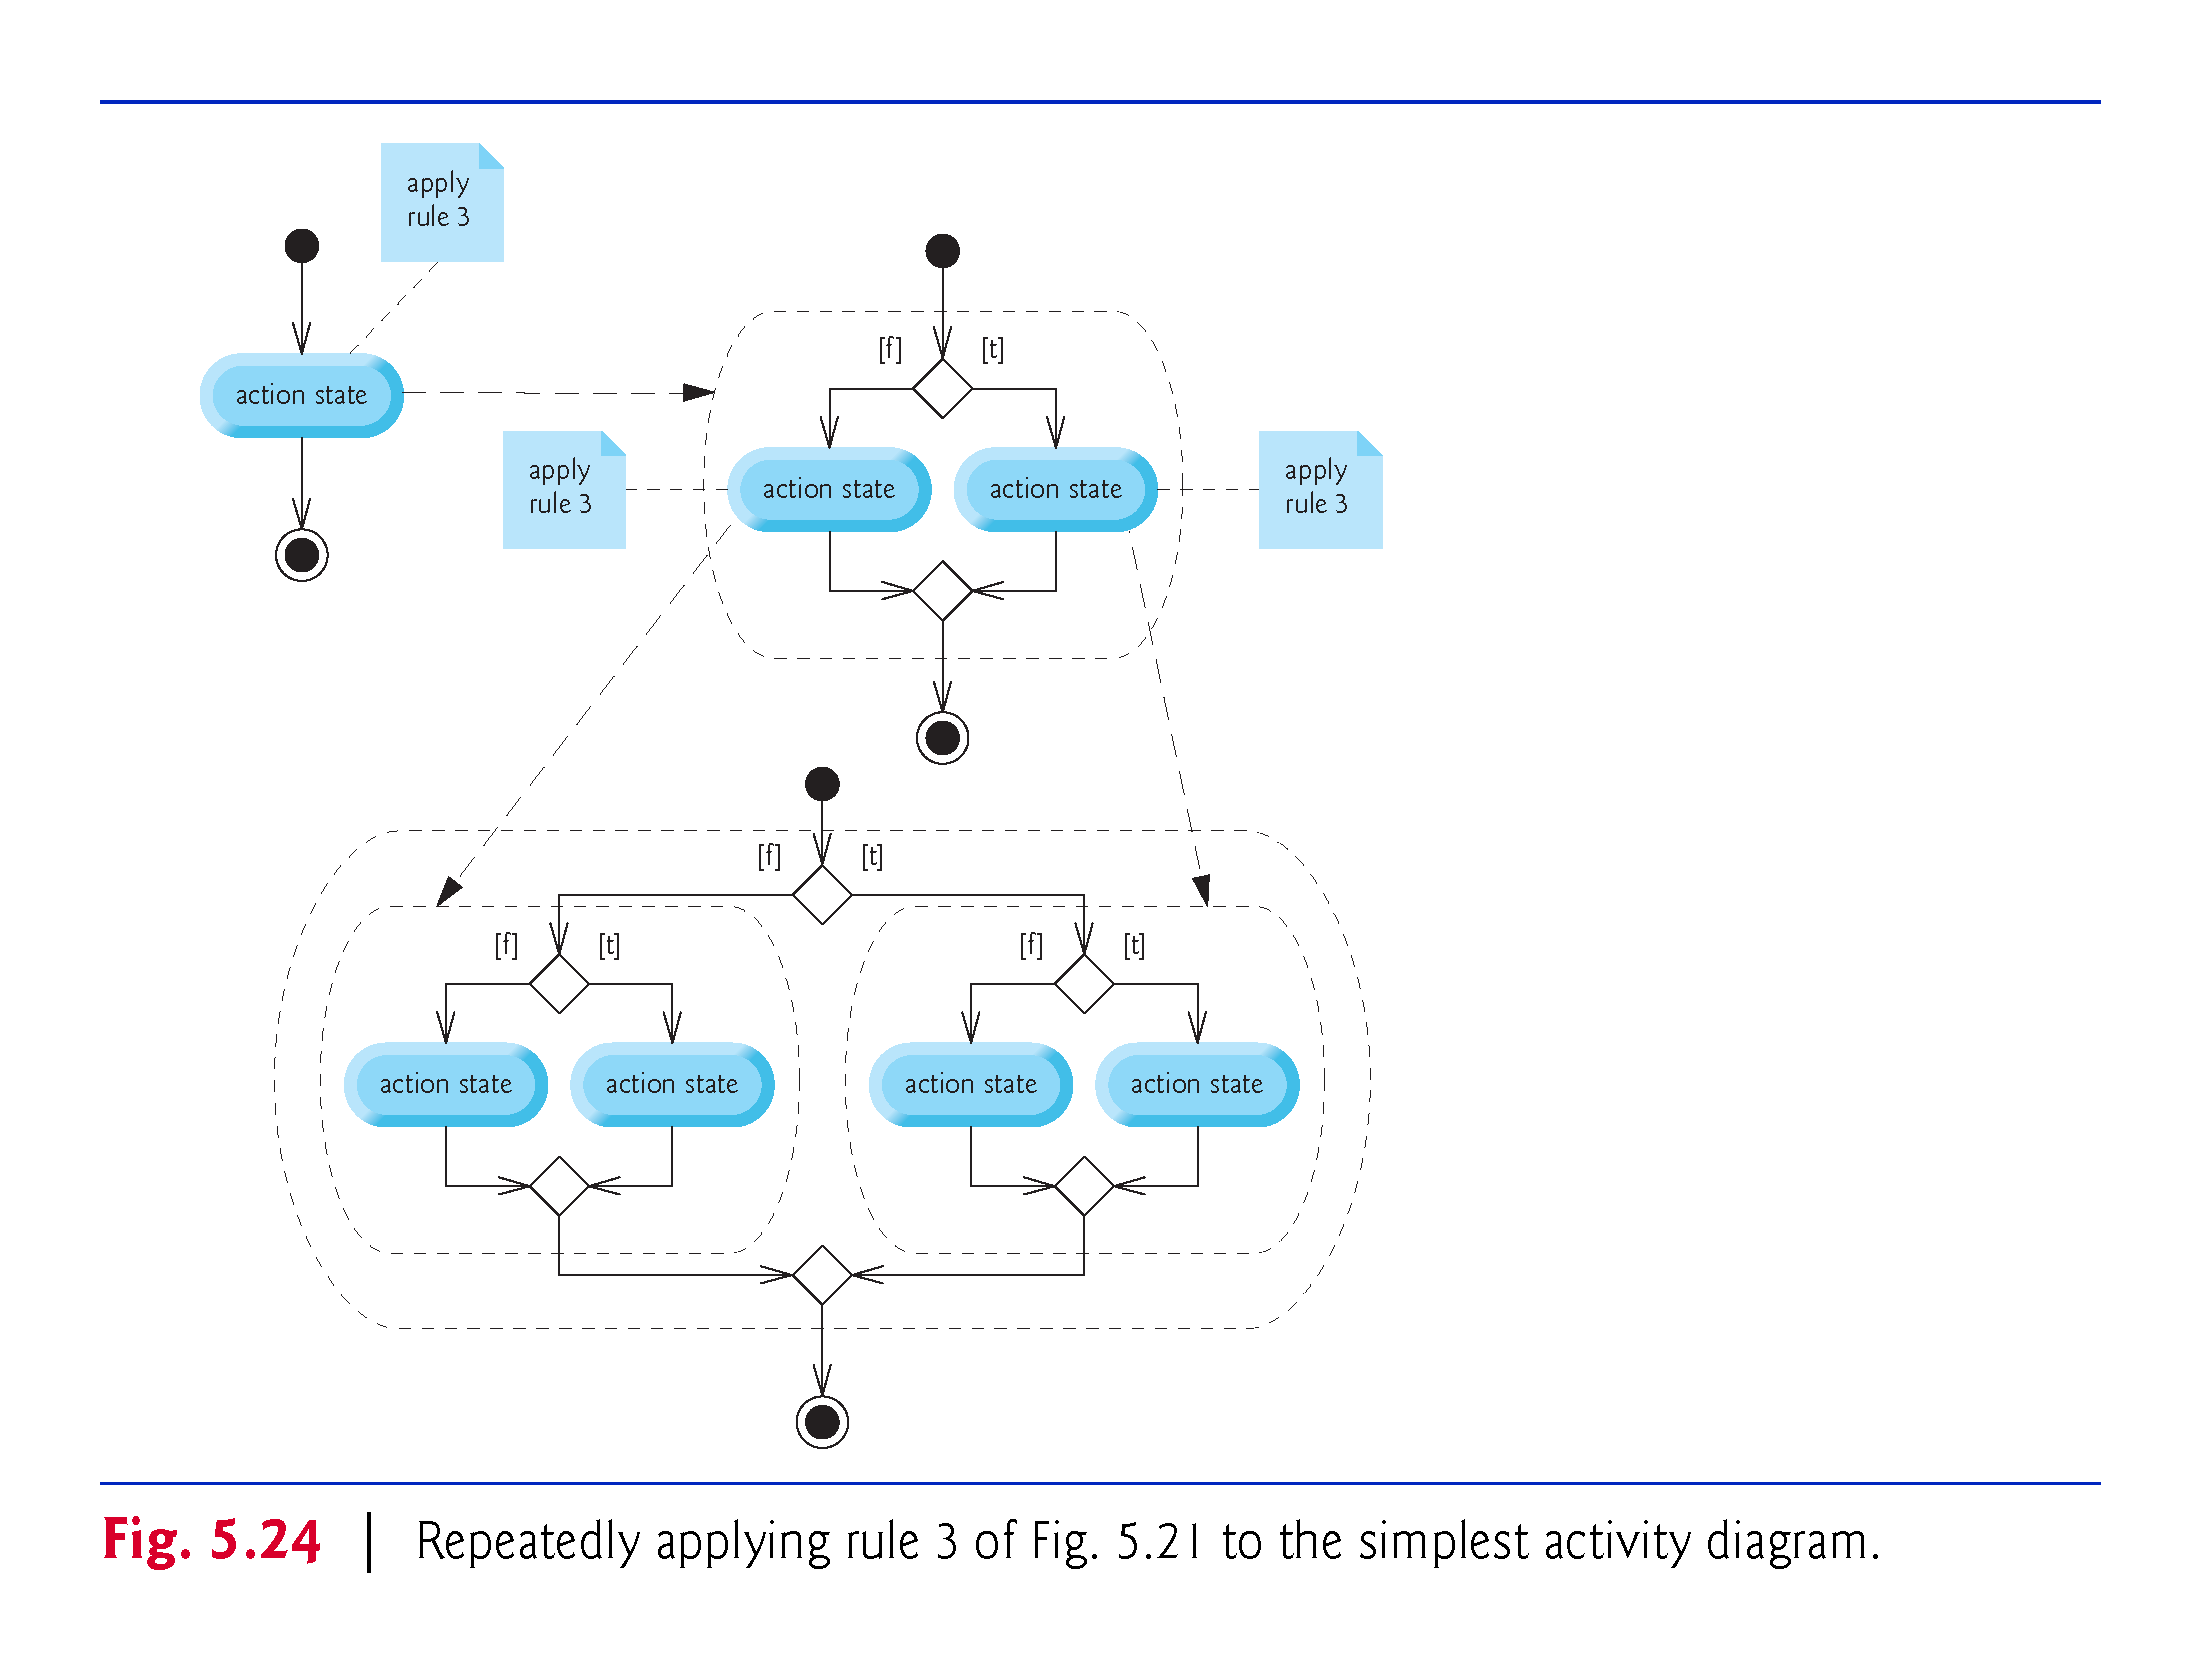 apply
rule 3
action state
[f] [t]
apply
rule 3
action state
action state
apply
rule 3
[f] [t]
[f] [t]
[f] [t]
action state
action state
action state
action state
Fig. 5.24 | Repeatedly applying rule 3 of Fig. 5.21 to the simplest activity diagram.